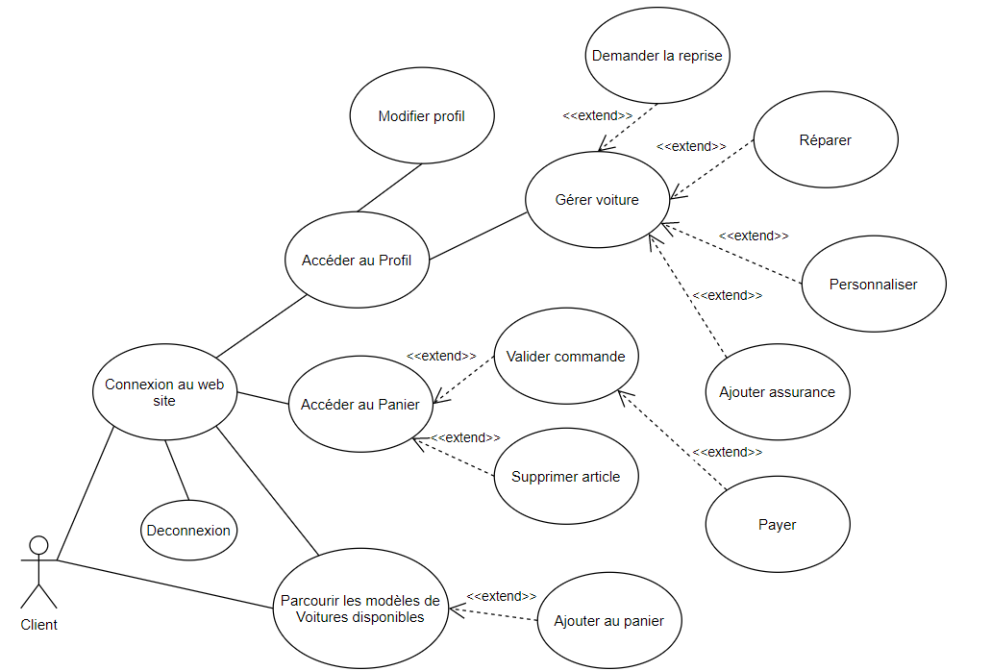 Demander la reprise
<<extend>>
Modifier profil
Réparer
<<extend>>
Gérer voiture
<<extend>>
Accéder au Profil
Personnaliser
<<extend>>
Valider commande
<<extend>>
Connexion au web
site
Ajouter assurance
Accéder au Panier
<<extend>>
<<extend>>
Supprimer article
Payer
Deconnexion
<<extend>>
Parcourir les modèles de
Voitures disponibles
Ajouter au panier
Client